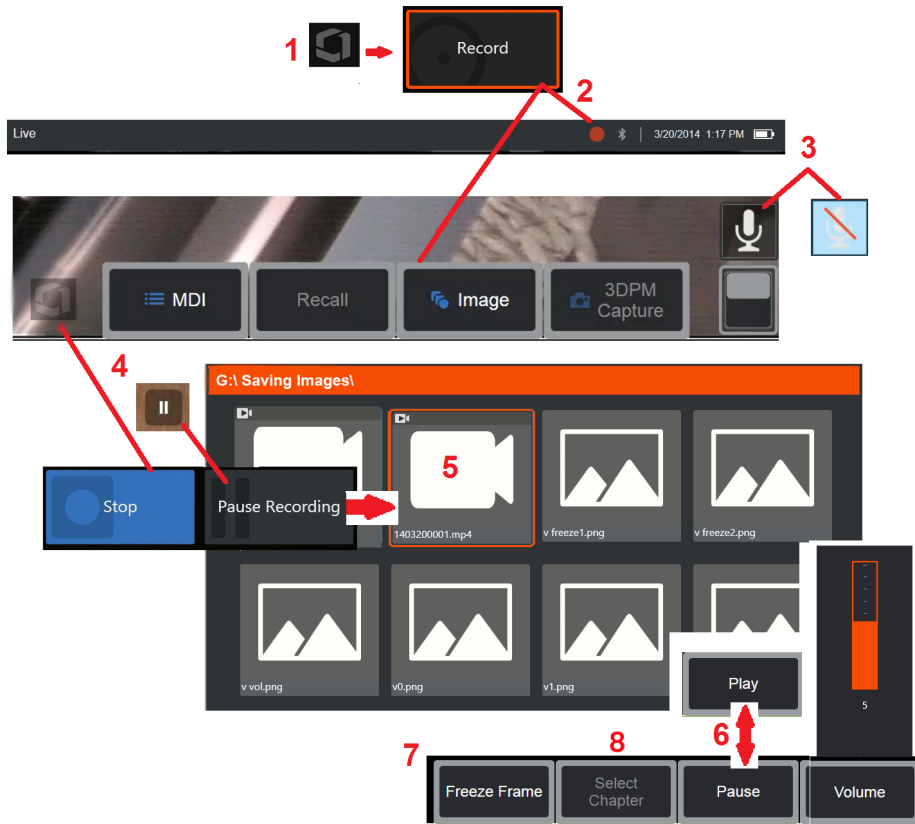 1
Record
2
Live
3/20/2014 1:17 PM
3
MDI
Recall
Image
3DPM
Capture
4
G:\ Saving Images\
5
Stop
Pause Recording
1403200001.mp4
v freeze1.png
v freeze2.png
v vol.png
v0.png
v1.png
Play
5
6
7
8
Freeze Frame
Select
Chapter
Pause
Volume